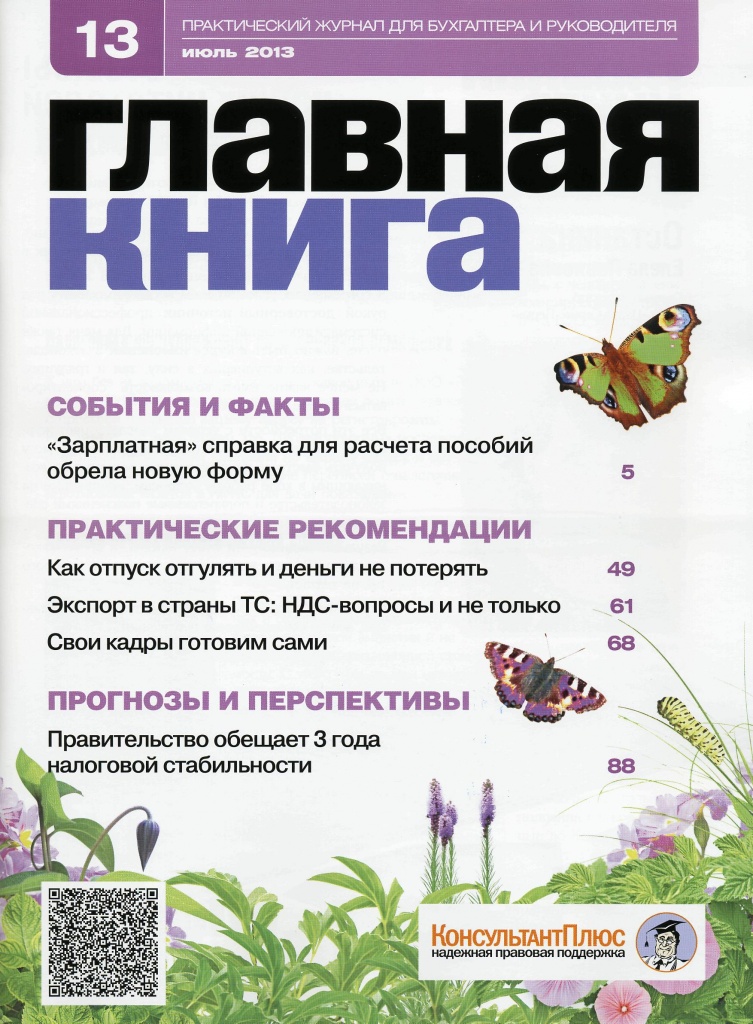 13
ПРАКТИЧЕСКИЙ ЖУРНАЛ ДЛЯ БУХГАЛТЕРА И РУКОВОДИТЕЛЯ
ИЮЛЬ 2013
главная
книга
СОБЫТИЯ И ФАКТЫ
«Зарплатная» справка для расчета пособий
обрела новую форму 5
ПРАКТИЧЕСКИЕ РЕКОМЕНДАЦИИ
Как отпуск отгулять и деньги не потерять 49
Экспорт в страны ТС: НДС-вопросы и не только 61
Свои кадры готовим сами 68
ПРОГНОЗЫ И ПЕРСПЕКТИВЫ
Правительство обещает 3 года
налоговой стабильности 88
КонсультантПлюс
надежная правовая поддержка